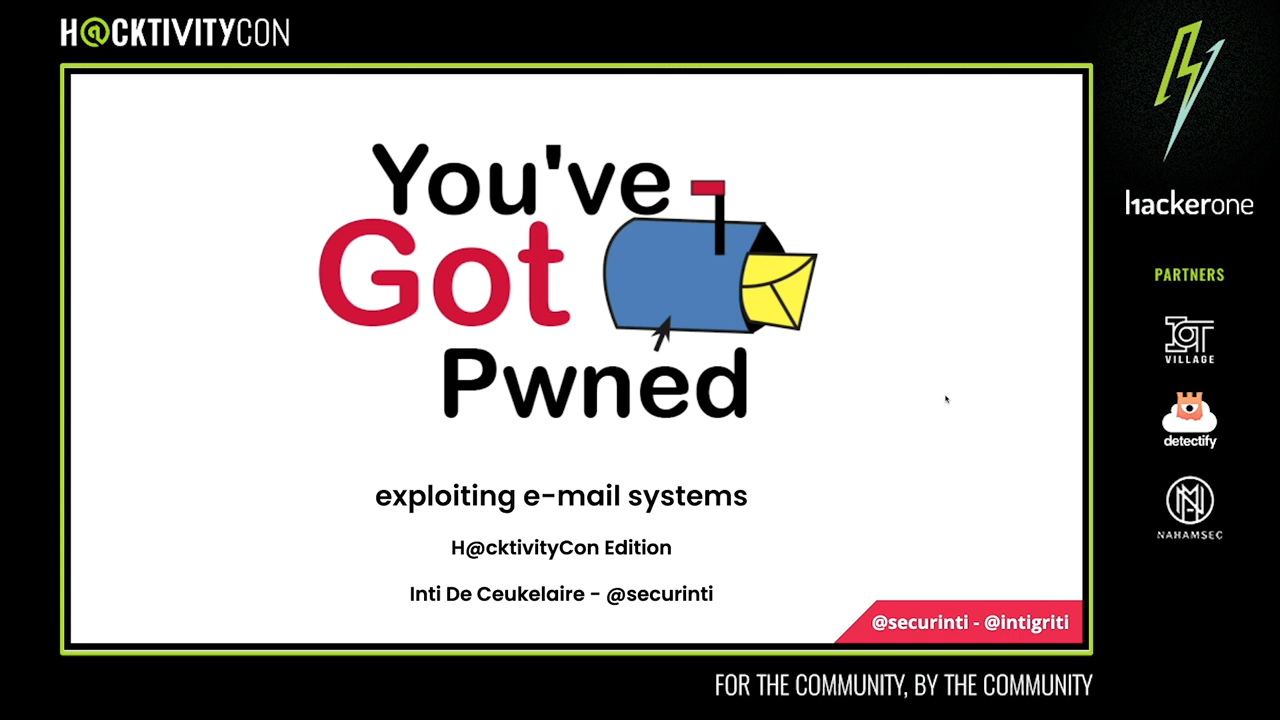 H@CKTIVITYCON
You've
Got
Pwned
exploiting e-mail systems
H@cktivityCon Edition
Inti De Ceukelaire - @securinti
@securinti - @intigriti
FOR THE COMMUNITY, BY THE COMMUNITY
hackerone
PARTNERS
IOT
VILLAGE
detectify
NAHAMSEC